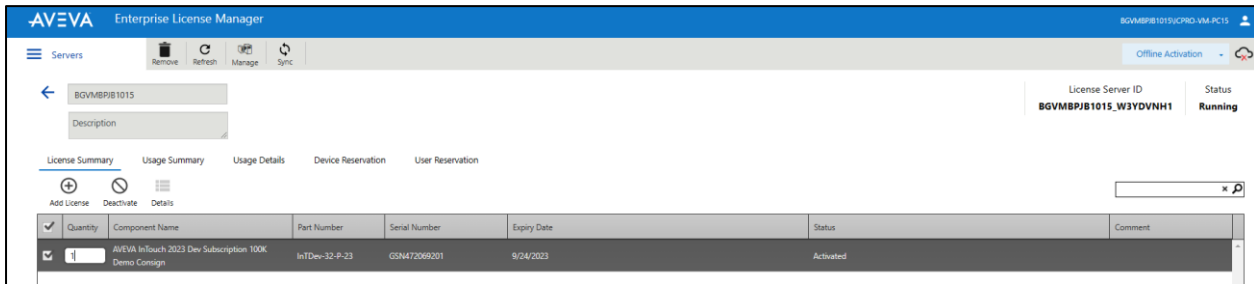 AVEVA Enterprise License Manager BGVMBPJB1015\JCPRO-VM-PC15
Servers Remove Refresh Manage Sync Offline Activation
BGVMBPJB1015 License Server ID Status
Description BGVMBPJB1015_W3YDVNH1 Running
License Summary Usage Summary Usage Details Device Reservation User Reservation
Add License Deactivate Details
Quantity Component Name Part Number Serial Number Expiry Date Status Comment
1 AVEVA InTouch 2023 Dev Subscription 100K InTDev-32-P-23 GSN472069201 9/24/2023 Activated
Demo Consign